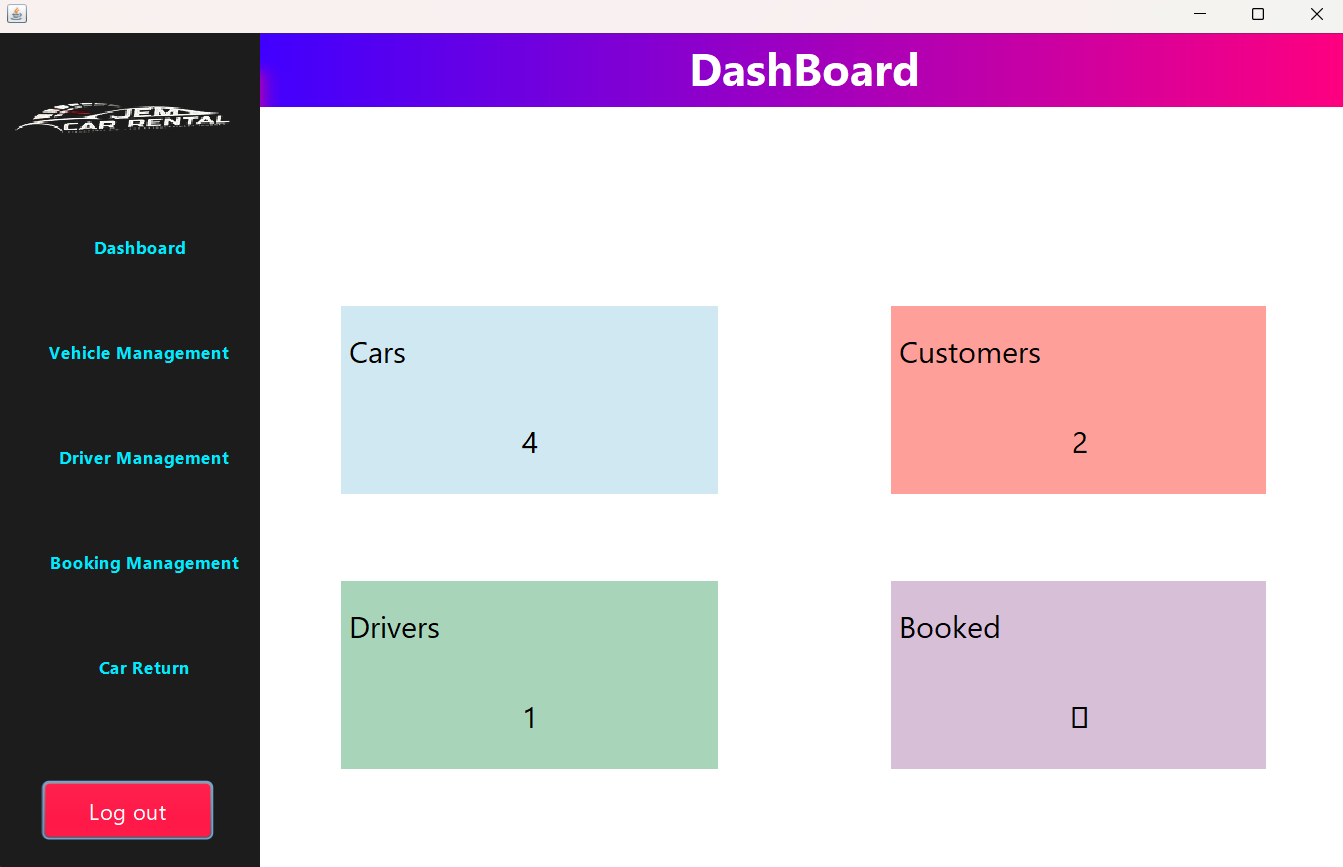 DashBoard
JEM
CAR RENTAL
Dashboard
Vehicle Management
Driver Management
Booking Management
Car Return
Log out
Cars
4
Customers
2
Drivers
1
Booked